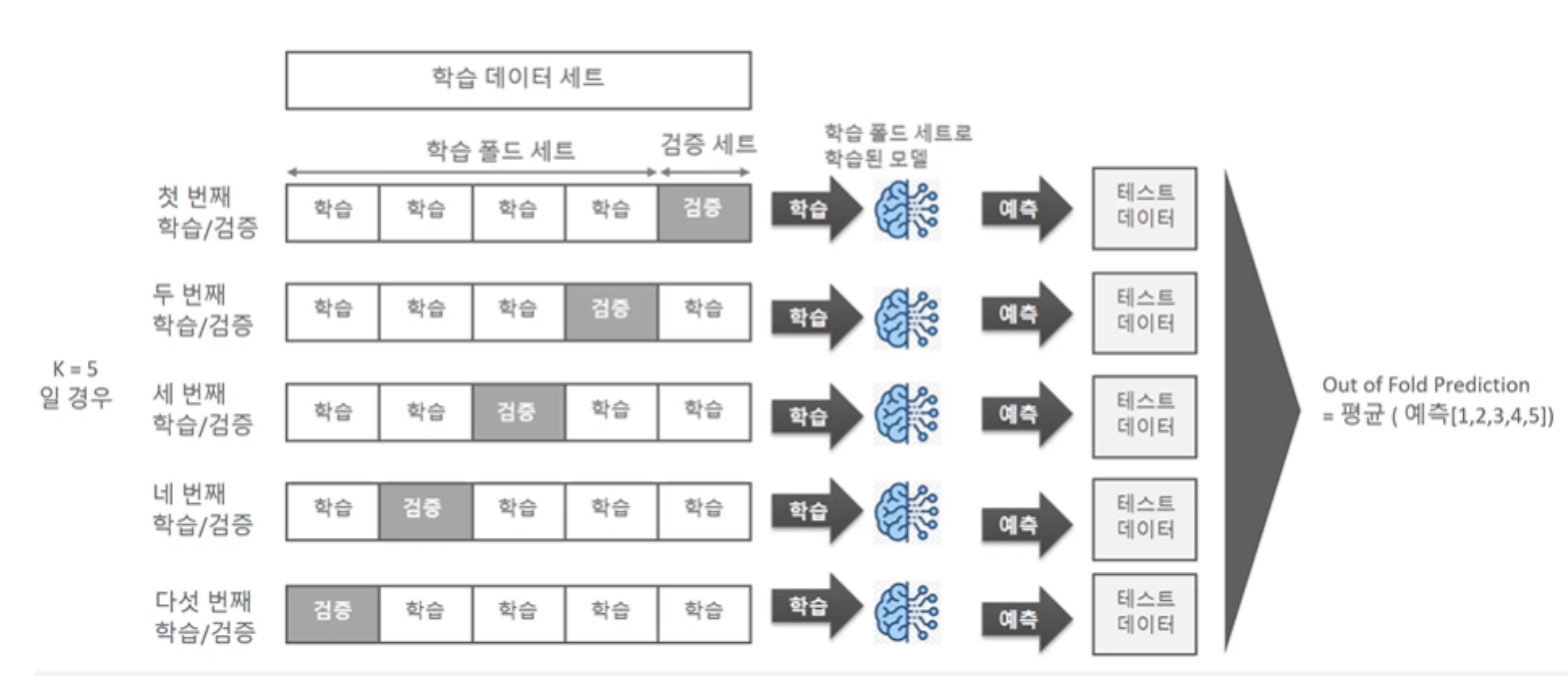 학습 데이터 세트
학습 폴드 세트
검증 세트
학습 폴드 세트로
학습된 모델
첫 번째
학습/검증
학습 학습 학습 학습 검증
학습
예측
테스트
데이터
두 번째
학습/검증
학습 학습 학습 검증 학습
학습
예측
테스트
데이터
K = 5
일 경우
세 번째
학습/검증
학습 학습 검증 학습 학습
학습
예측
테스트
데이터
Out of Fold Prediction
= 평균 ( 예측[1,2,3,4,5])
네 번째
학습/검증
학습 검증 학습 학습 학습
학습
예측
테스트
데이터
다섯 번째
학습/검증
검증 학습 학습 학습 학습
학습
예측
테스트
데이터